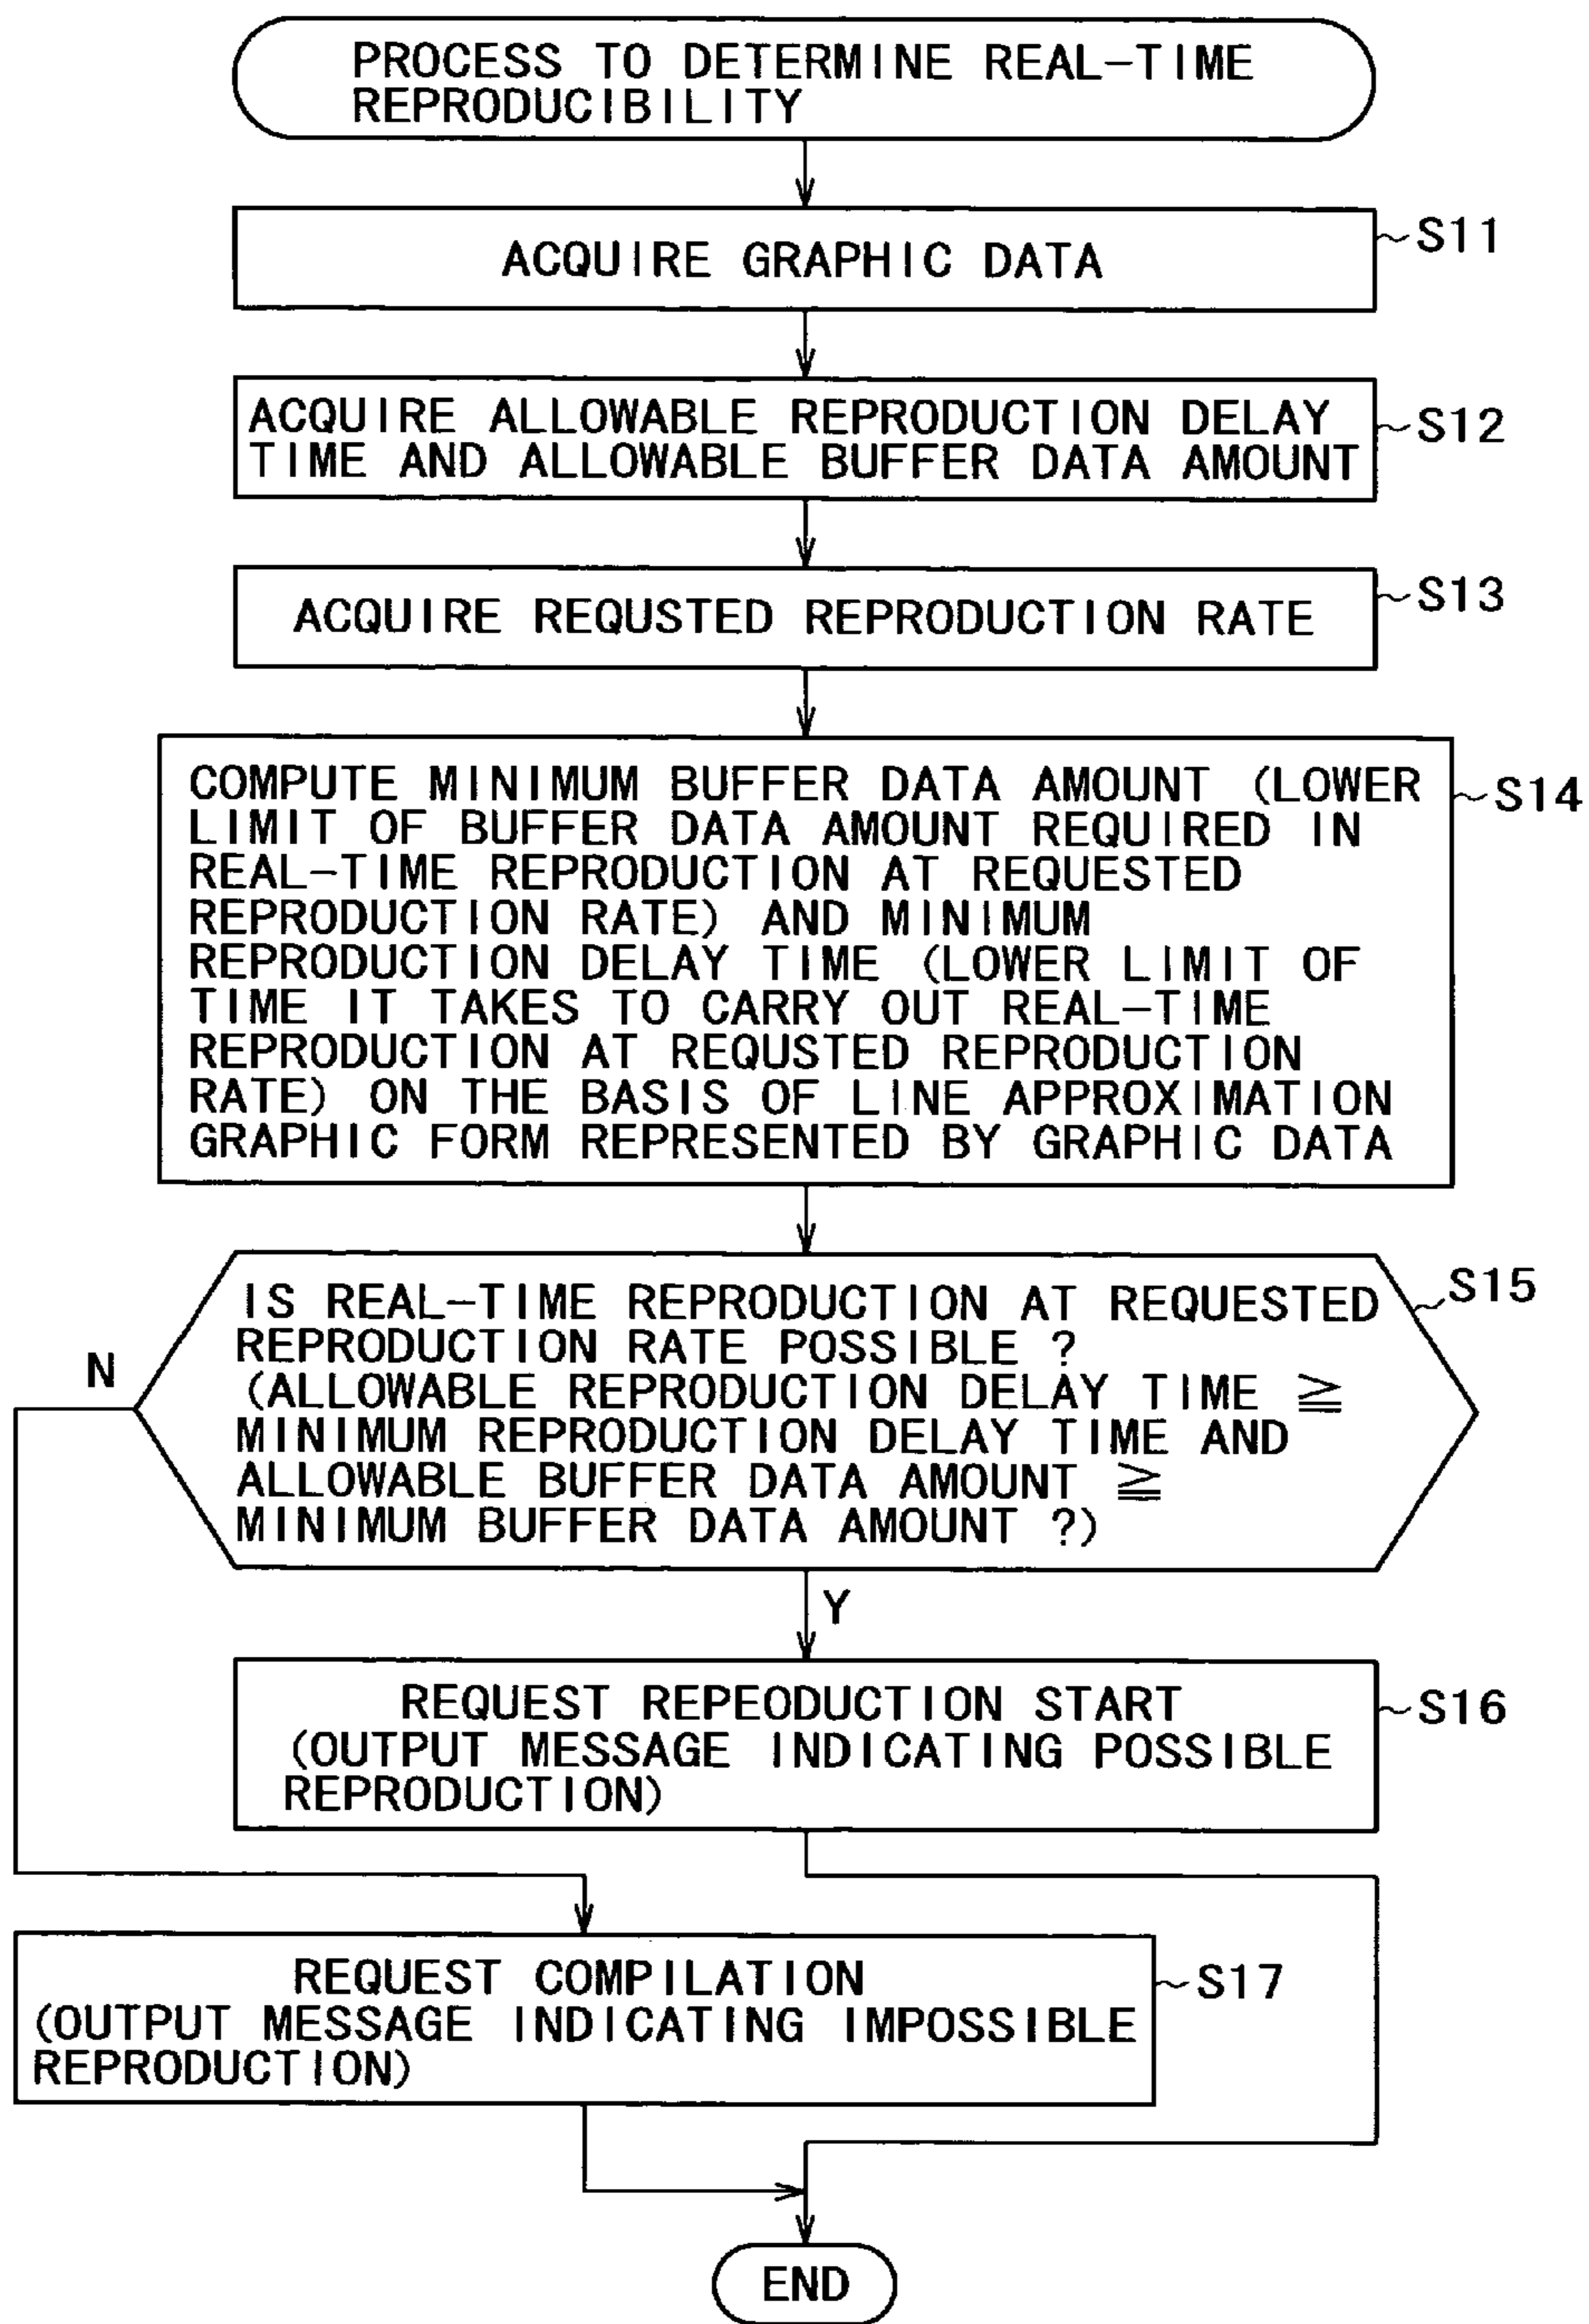 PROCESS TO DETERMINE REAL-TIME
REPRODUCIBILITY
ACQUIRE GRAPHIC DATA
S11
ACQUIRE ALLOWABLE REPRODUCTION DELAY
TIME AND ALLOWABLE BUFFER DATA AMOUNT
S12
ACQUIRE REQUSTED REPRODUCTION RATE
S13
COMPUTE MINIMUM BUFFER DATA AMOUNT (LOWER
LIMIT OF BUFFER DATA AMOUNT REQUIRED IN
REAL-TIME REPRODUCTION AT REQUESTED
REPRODUCTION RATE) AND MINIMUM
REPRODUCTION DELAY TIME (LOWER LIMIT OF
TIME IT TAKES TO CARRY OUT REAL-TIME
REPRODUCTION AT REQUSTED REPRODUCTION
RATE) ON THE BASIS OF LINE APPROXIMATION
GRAPHIC FORM REPRESENTED BY GRAPHIC DATA
S14
IS REAL-TIME REPRODUCTION AT REQUESTED
REPRODUCTION RATE POSSIBLE ?
(ALLOWABLE REPRODUCTION DELAY TIME ≧
MINIMUM REPRODUCTION DELAY TIME AND
ALLOWABLE BUFFER DATA AMOUNT ≧
MINIMUM BUFFER DATA AMOUNT ?)
S15
N
Y
REQUEST REPEODUCTION START
(OUTPUT MESSAGE INDICATING POSSIBLE
REPRODUCTION)
S16
REQUEST COMPILATION
(OUTPUT MESSAGE INDICATING IMPOSSIBLE
REPRODUCTION)
S17
END